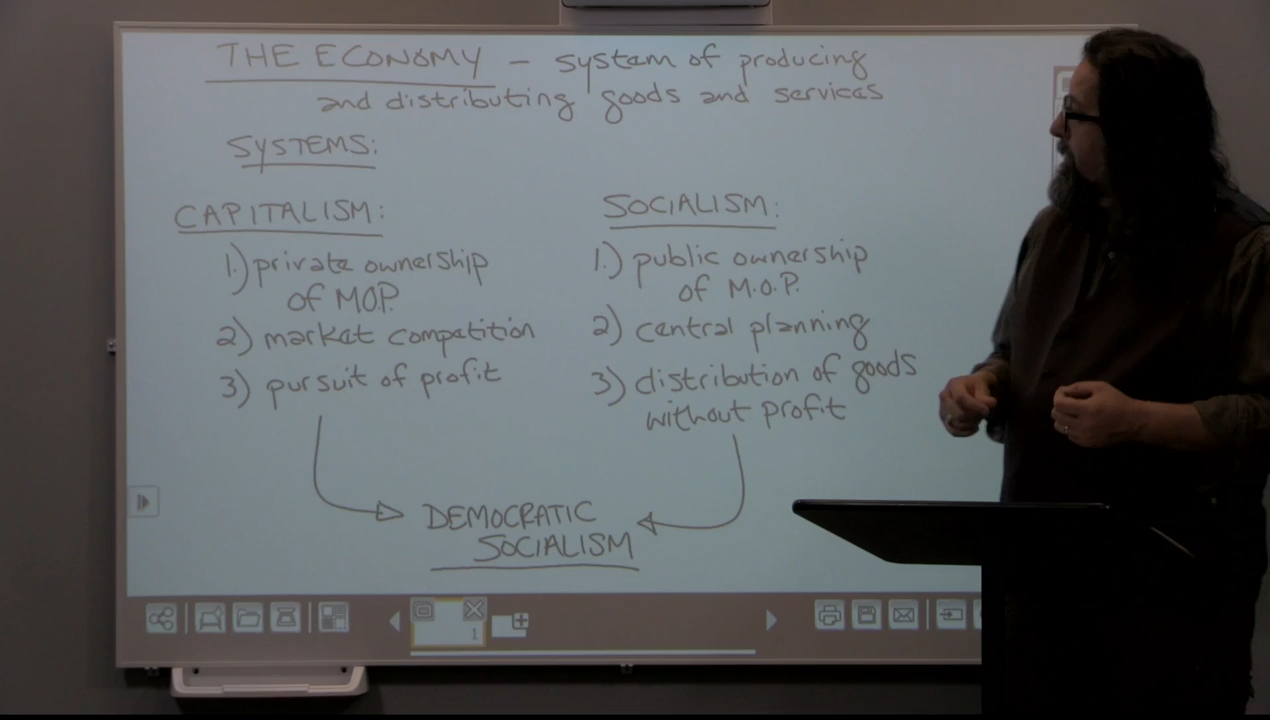 THE ECONOMY - system of producing
and distributing goods and services
SYSTEMS:
CAPITALISM:
1.) private ownership
of M.O.P.
2) market competition
3) pursuit of profit
SOCIALISM:
1.) public ownership
of M.O.P.
2) central planning
3) distribution of goods
without profit
DEMOCRATIC
SOCIALISM
1